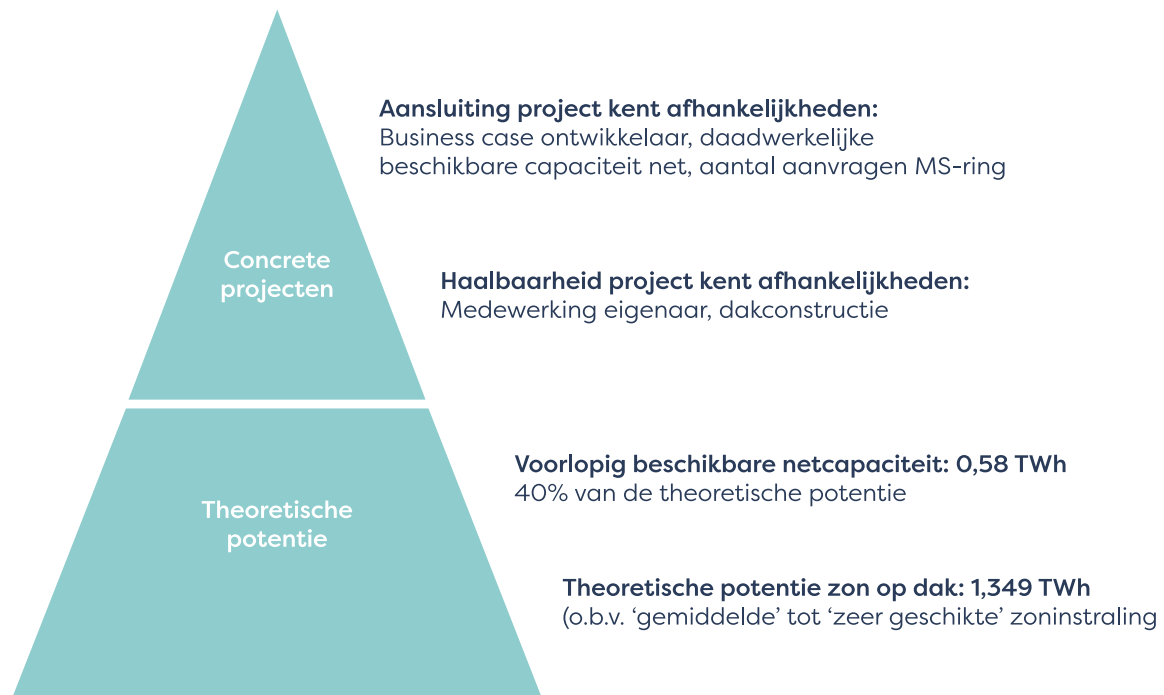 Aansluiting project kent afhankelijkheden:
Business case ontwikkelaar, daadwerkelijke
beschikbare capaciteit net, aantal aanvragen MS-ring
Concrete
projecten
Haalbaarheid project kent afhankelijkheden:
Medewerking eigenaar, dakconstructie
Voorlopig beschikbare netcapaciteit: 0,58 TWh
40% van de theoretische potentie
Theoretische
potentie
Theoretische potentie zon op dak: 1,349 TWh
(o.b.v. ‘gemiddelde’ tot ‘zeer geschikte’ zoninstraling